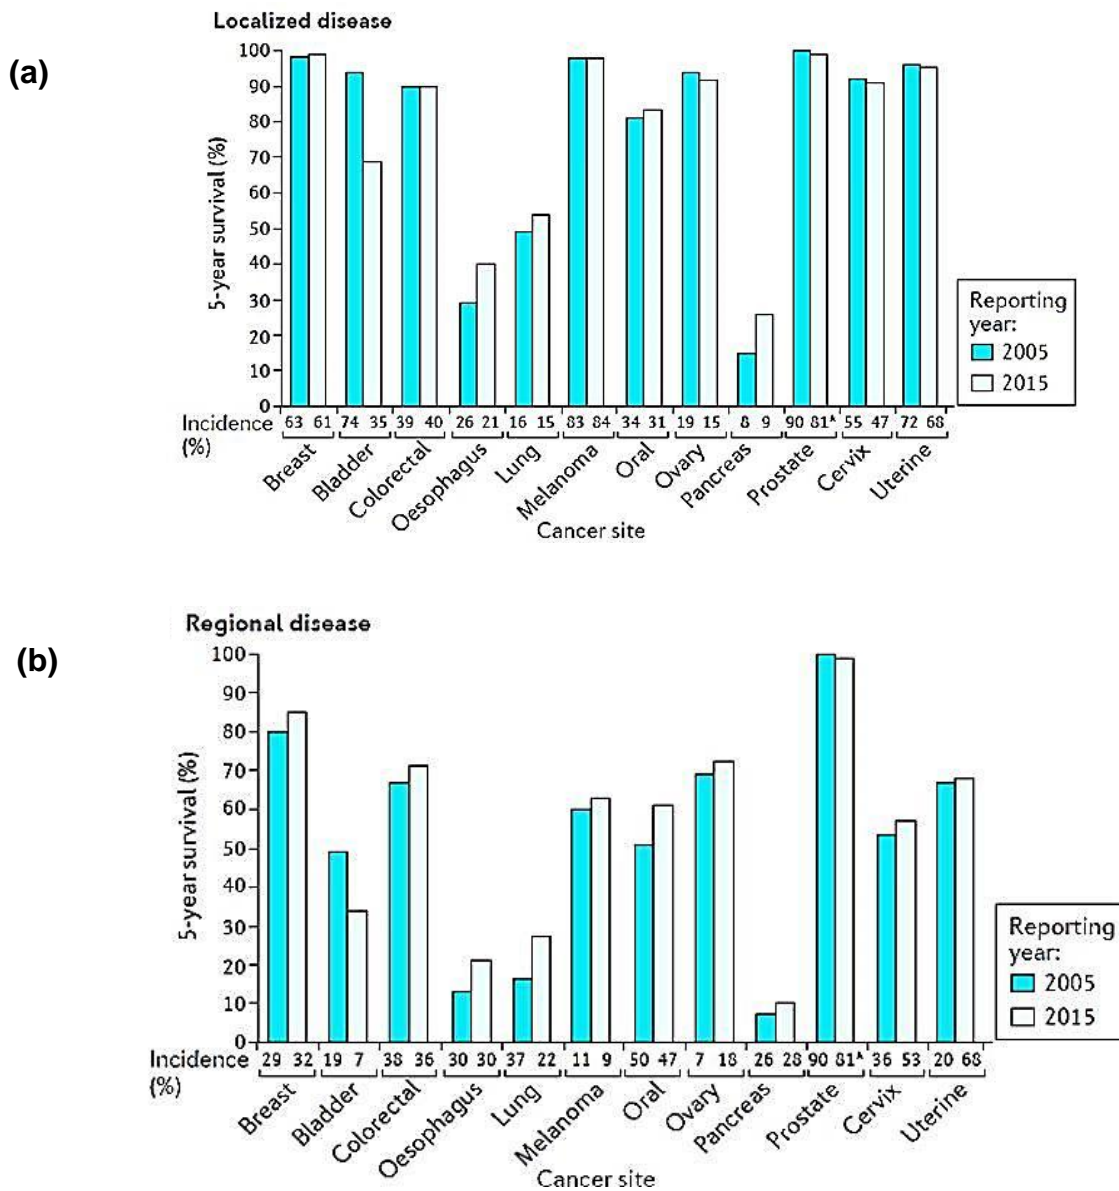 Localized disease
(a)
5-year survival (%)
100
90
80
70
60
50
40
30
20
10
0
Reporting
year:
2005
2015
Incidence 63 61 74 35 39 40 26 21 16 15 83 84 34 31 19 15 8 9 90 81ᴬ 55 47 72 68
(%)
Breast Bladder Colorectal Oesophagus Lung Melanoma Oral Ovary Pancreas Prostate Cervix Uterine
Cancer site
Regional disease
(b)
5-year survival (%)
100
90
80
70
60
50
40
30
20
10
0
Reporting
year:
2005
2015
Incidence 29 32 19 7 38 36 30 30 37 22 11 9 50 47 7 18 26 28 90 81ᴬ 36 53 20 68
(%)
Breast Bladder Colorectal Oesophagus Lung Melanoma Oral Ovary Pancreas Prostate Cervix Uterine
Cancer site